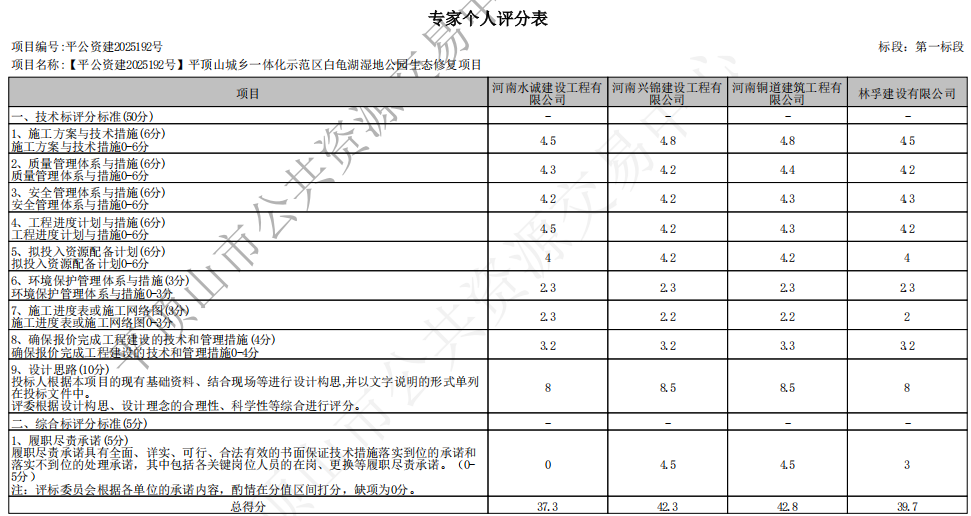 专家个人评分表
项目编号:平公资建2025192号
标段：第一标段
项目名称:【平公资建2025192号】平顶山城乡一体化示范区白龟湖湿地公园生态修复项目
项目
河南水诚建设工程有
限公司
河南兴锦建设工程有
限公司
河南铜道建筑工程有
限公司
林孚建设有限公司
一、技术标评分标准(50分)
-
-
-
-
1、施工方案与技术措施(6分)
施工方案与技术措施0-6分
4.5
4.8
4.8
4.5
2、质量管理体系与措施(6分)
质量管理体系与措施0-6分
4.3
4.2
4.4
4.2
3、安全管理体系与措施(6分)
安全管理体系与措施0-6分
4.2
4.2
4.3
4.3
4、工程进度计划与措施(6分)
工程进度计划与措施0-6分
4.5
4.2
4.3
4.2
5、拟投入资源配备计划(6分)
拟投入资源配备计划0-6分
4
4.2
4.2
4
6、环境保护管理体系与措施(3分)
环境保护管理体系与措施0-3分
2.3
2.3
2.3
2.3
7、施工进度表或施工网络图(3分)
施工进度表或施工网络图0-3分
2.3
2.2
2.2
2
8、确保报价完成工程建设的技术和管理措施(4分)
确保报价完成工程建设的技术和管理措施0-4分
3.2
3.2
3.3
3.2
9、设计思路(10分)
投标人根据本项目的现有基础资料、结合现场等进行设计构思,并以文字说明的形式单列
在投标文件中。
评委根据设计构思、设计理念的合理性、科学性等综合进行评分。
8
8.5
8.5
8
二、综合标评分标准(5分)
-
-
-
-
1、履职尽责承诺(5分)
履职尽责承诺具有全面、详实、可行、合法有效的书面保证技术措施落实到位的承诺和
落实不到位的处理承诺，其中包括各关键岗位人员的在岗、更换等履职尽责承诺。（0-
5分）
注：评标委员会根据各单位的承诺内容，酌情在分值区间打分，缺项为0分。
0
4.5
4.5
3
总得分
37.3
42.3
42.8
39.7
平顶山市公共资源交易中心
平顶山市公共资源交易中心